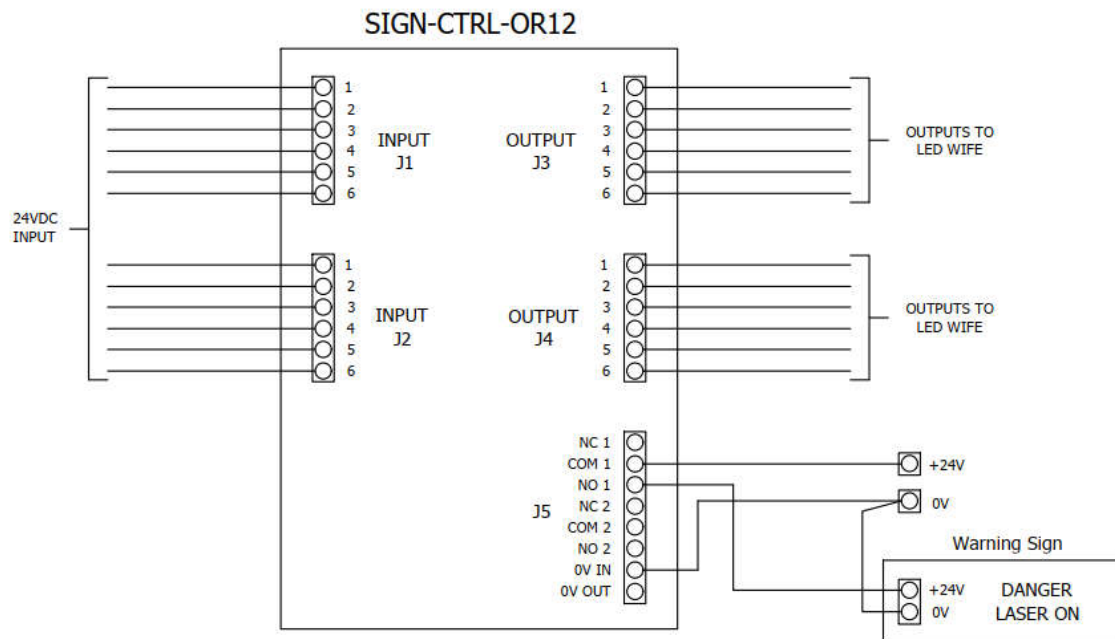 SIGN-CTRL-OR12
24VDC
INPUT
1
2
3
4
5
6
INPUT
J1
OUTPUT
J3
1
2
3
4
5
6
OUTPUTS TO
LED WIFE
1
2
3
4
5
6
INPUT
J2
OUTPUT
J4
1
2
3
4
5
6
OUTPUTS TO
LED WIFE
J5
NC 1
COM 1
NO 1
NC 2
COM 2
NO 2
0V IN
0V OUT
+24V
0V
Warning Sign
+24V
0V
DANGER
LASER ON